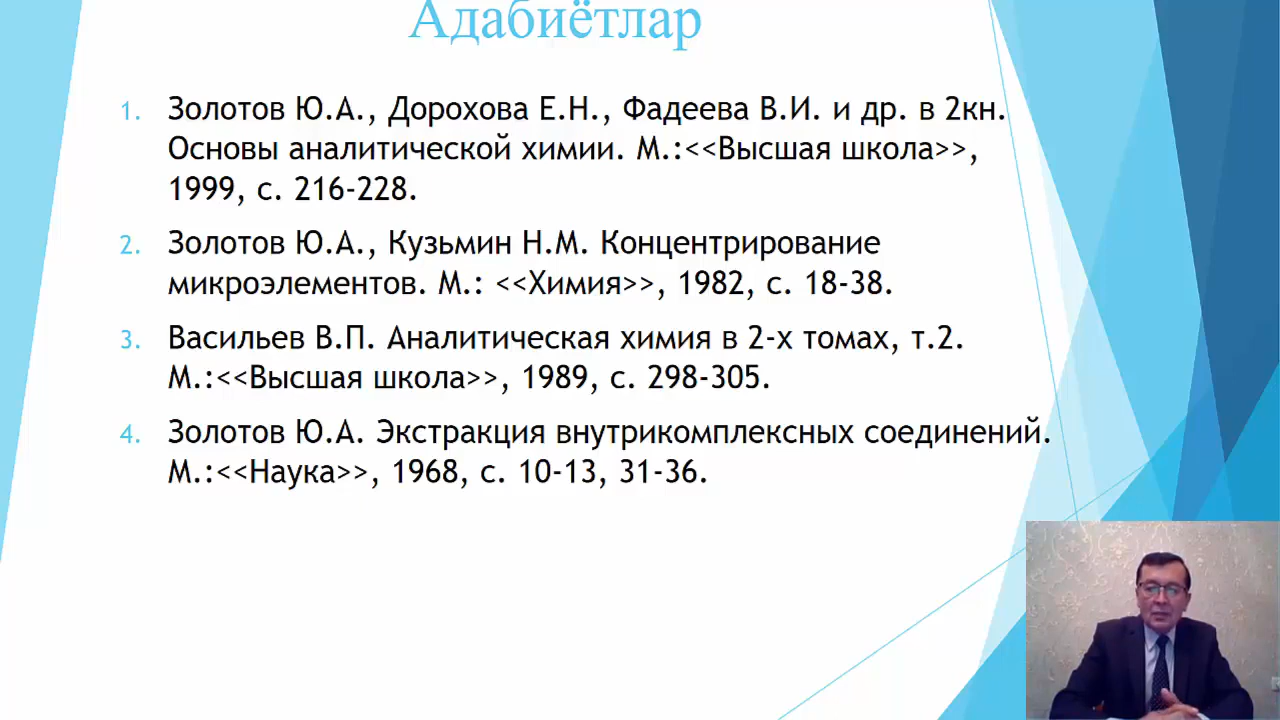 Адабиётлар
1. Золотов Ю.А., Дорохова Е.Н., Фадеева В.И. и др. в 2кн.
Основы аналитической химии. М.:<<Высшая школа>>,
1999, с. 216-228.
2. Золотов Ю.А., Кузьмин Н.М. Концентрирование
микроэлементов. М.: <<Химия>>, 1982, с. 18-38.
3. Васильев В.П. Аналитическая химия в 2-х томах, т.2.
М.:<<Высшая школа>>, 1989, с. 298-305.
4. Золотов Ю.А. Экстракция внутрикомплексных соединений.
М.:<<Наука>>, 1968, с. 10-13, 31-36.